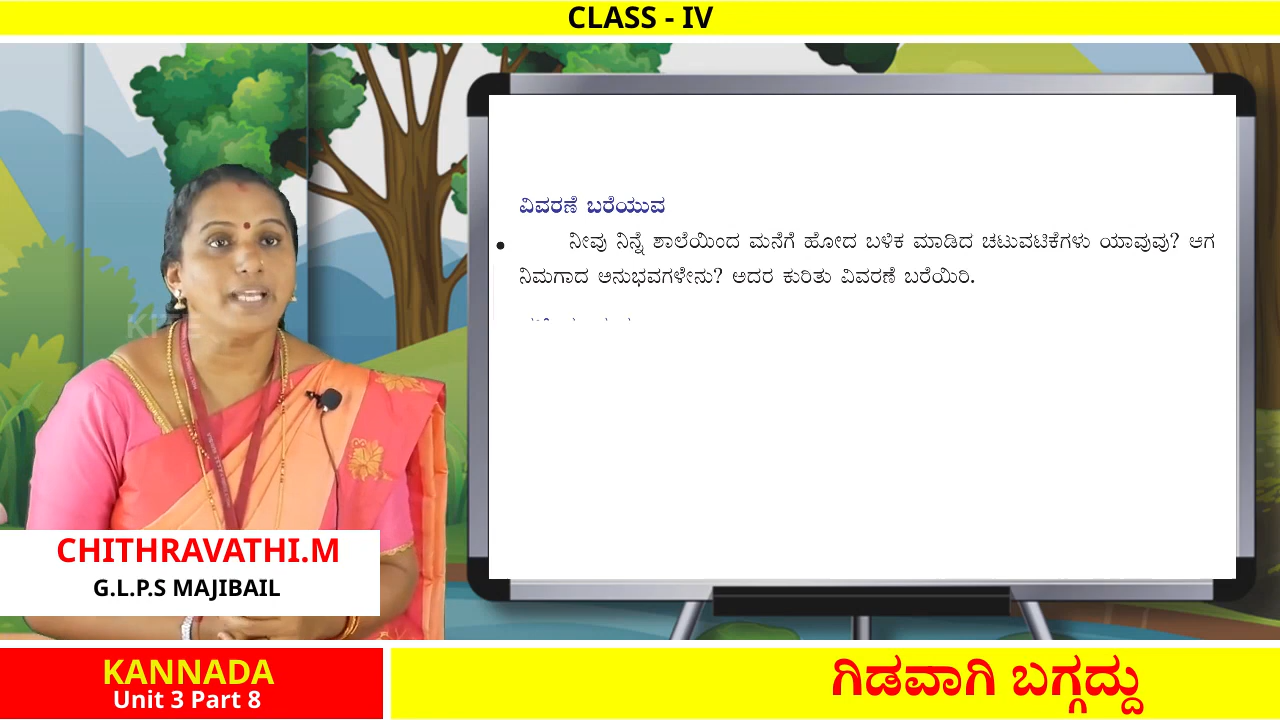 CLASS - IV
ವಿವರಣೆ ಬರೆಯುವ
• ನೀವು ನಿನ್ನೆ ಶಾಲೆಯಿಂದ ಮನೆಗೆ ಹೋದ ಬಳಿಕ ಮಾಡಿದ ಚಟುವಟಿಕೆಗಳು ಯಾವುವು? ಆಗ
ನಿಮಗಾದ ಅನುಭವಗಳೇನು? ಅದರ ಕುರಿತು ವಿವರಣೆ ಬರೆಯಿರಿ.
KITE
CHITHRAVATHI.M
G.L.P.S MAJIBAIL
KANNADA
Unit 3 Part 8
ಗಿಡವಾಗಿ ಬಗ್ಗದ್ದು